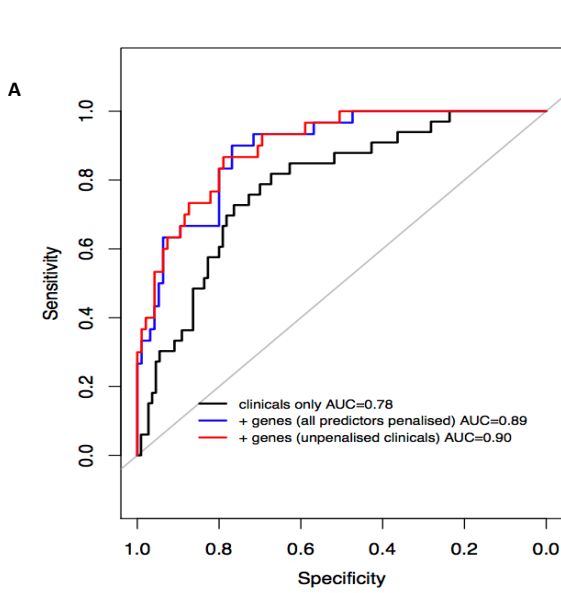 A
1.0
0.8
0.6
0.4
0.2
0.0
Sensitivity
clinicals only AUC=0.78
+ genes (all predictors penalised) AUC=0.89
+ genes (unpenalised clinicals) AUC=0.90
1.0 0.8 0.6 0.4 0.2 0.0
Specificity